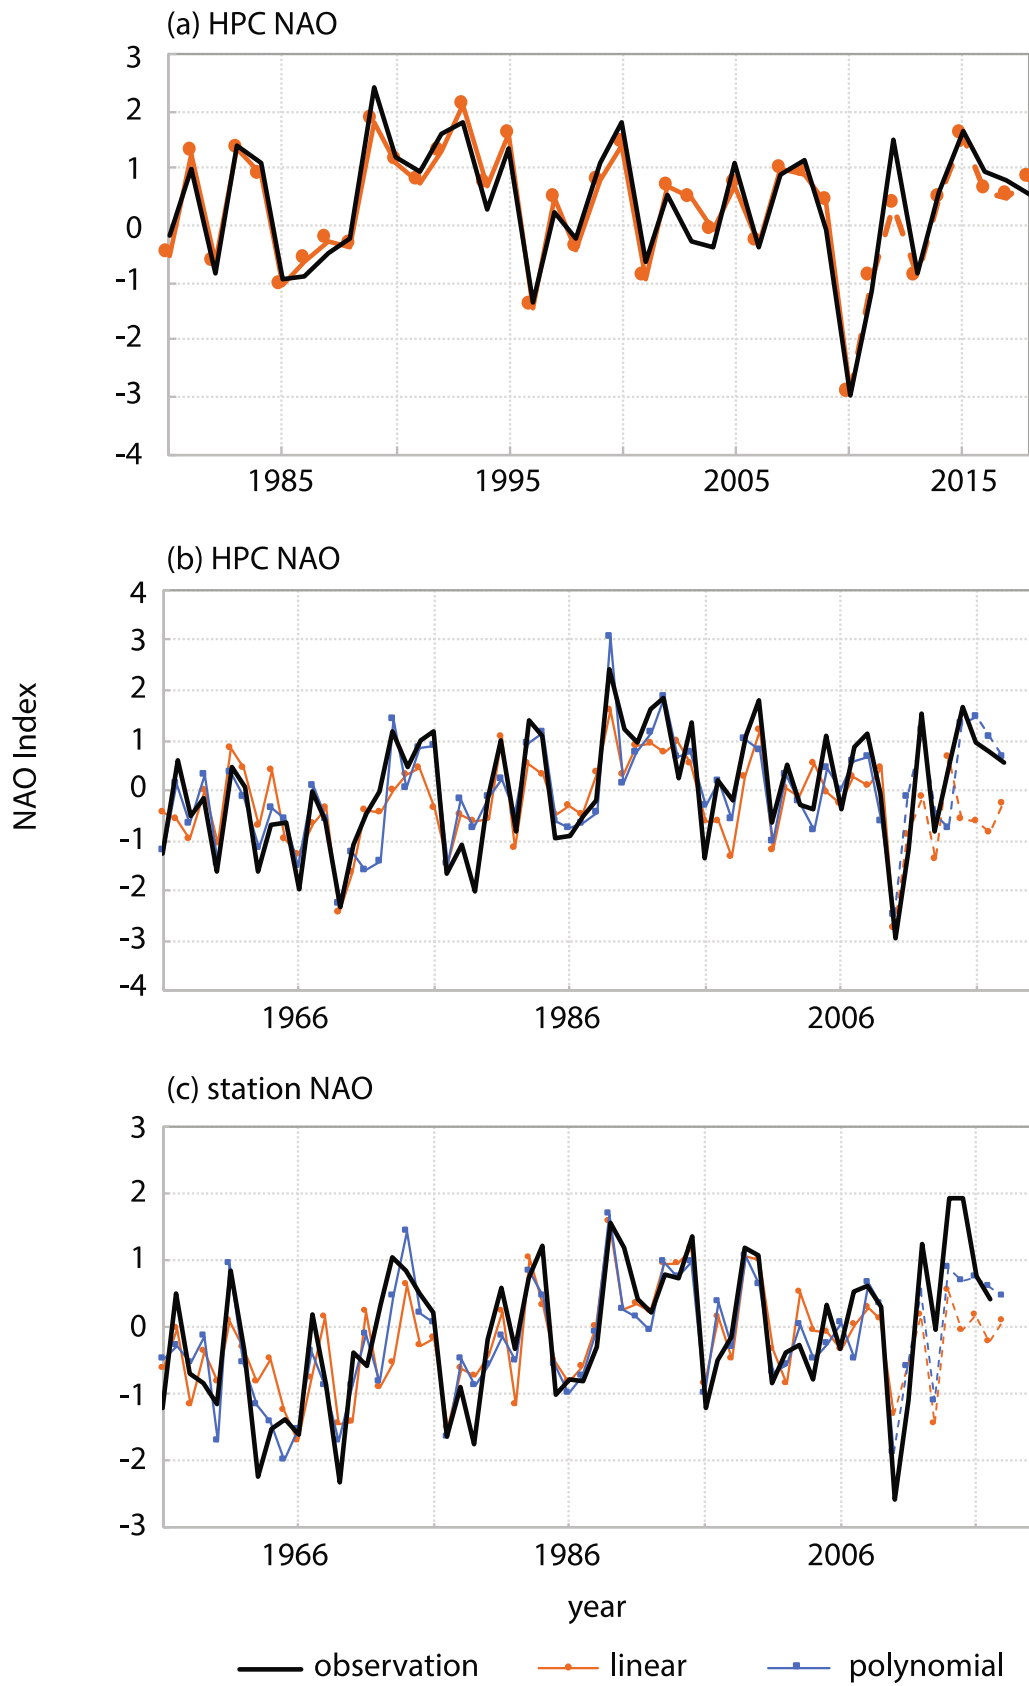 (a) HPC NAO
3
2
1
0
-1
-2
-3
-4
1985 1995 2005 2015
(b) HPC NAO
4
3
2
1
0
-1
-2
-3
-4
1966 1986 2006
NAO Index
(c) station NAO
3
2
1
0
-1
-2
-3
1966 1986 2006
year
observation linear polynomial